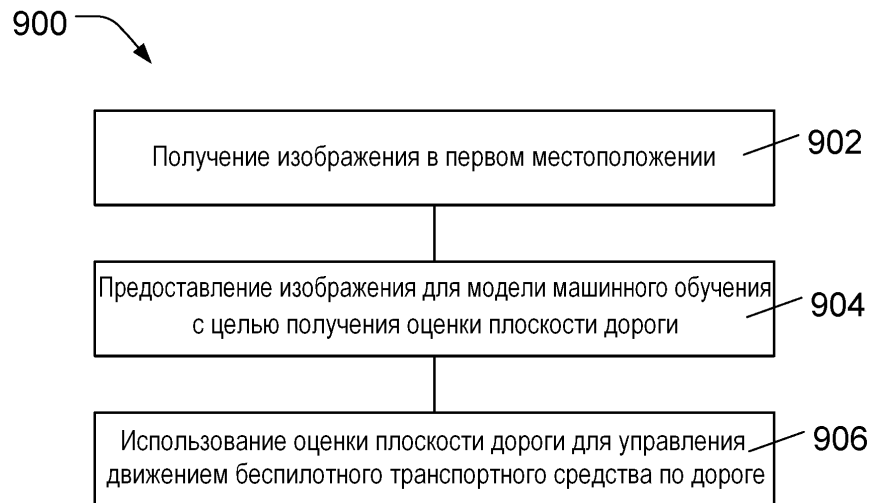 900
Получение изображения в первом местоположении
902
Предоставление изображения для модели машинного обучения
с целью получения оценки плоскости дороги
904
Использование оценки плоскости дороги для управления
движением беспилотного транспортного средства по дороге
906